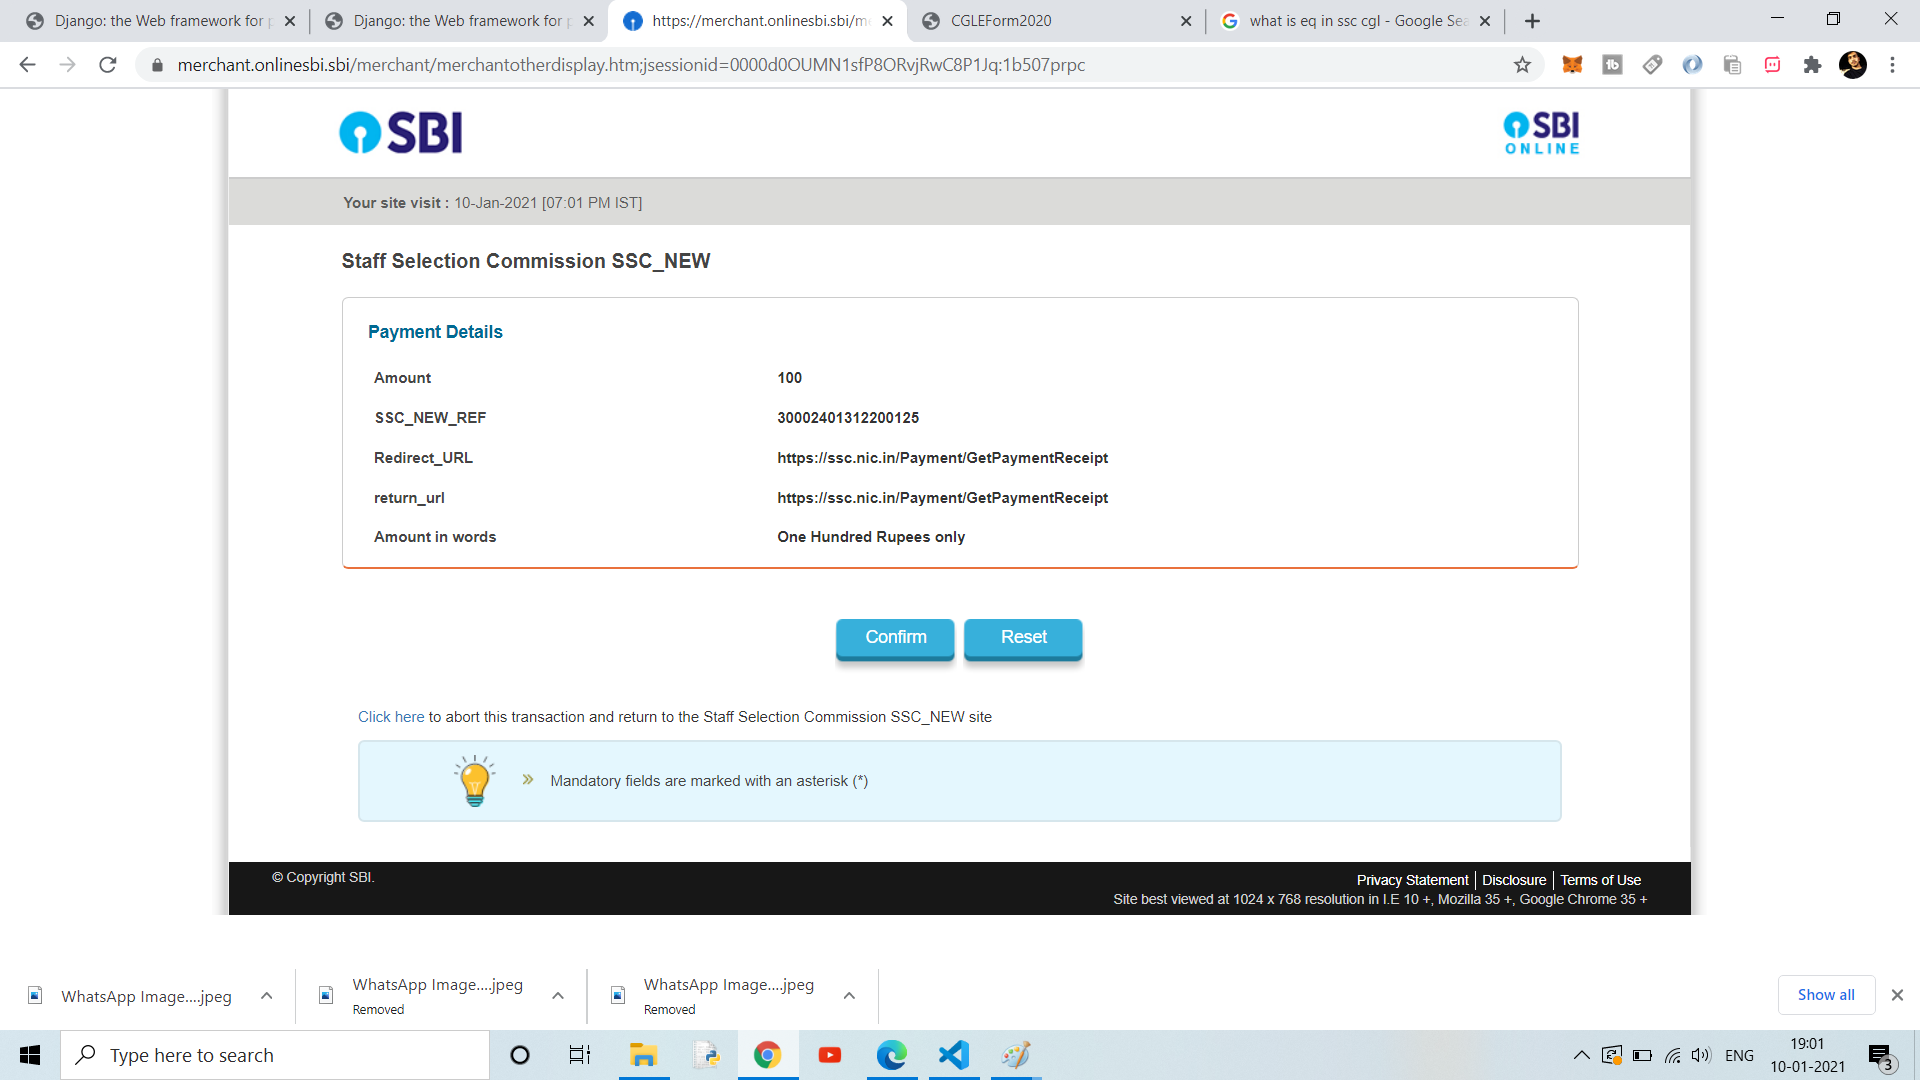 Django: the Web framework for p
Django: the Web framework for p
https://merchant.onlinesbi.sbi/me
CGLEForm2020
what is eq in ssc cgl - Google Sea
merchant.onlinesbi.sbi/merchant/merchantotherdisplay.htm;jsessionid=0000d0OUMN1sfP8ORvjRwC8P1Jq:1b507prpc
SBI
SBI
ONLINE
Your site visit : 10-Jan-2021 [07:01 PM IST]
Staff Selection Commission SSC_NEW
Payment Details
Amount 100
SSC_NEW_REF 30002401312200125
Redirect_URL https://ssc.nic.in/Payment/GetPaymentReceipt
return_url https://ssc.nic.in/Payment/GetPaymentReceipt
Amount in words One Hundred Rupees only
Confirm Reset
Click here to abort this transaction and return to the Staff Selection Commission SSC_NEW site
» Mandatory fields are marked with an asterisk (*)
© Copyright SBI.
Privacy Statement | Disclosure | Terms of Use
Site best viewed at 1024 x 768 resolution in I.E 10 +, Mozilla 35 +, Google Chrome 35 +
WhatsApp Image....jpeg
WhatsApp Image....jpeg
Removed
WhatsApp Image....jpeg
Removed
Show all
Type here to search
ENG
19:01
10-01-2021
3